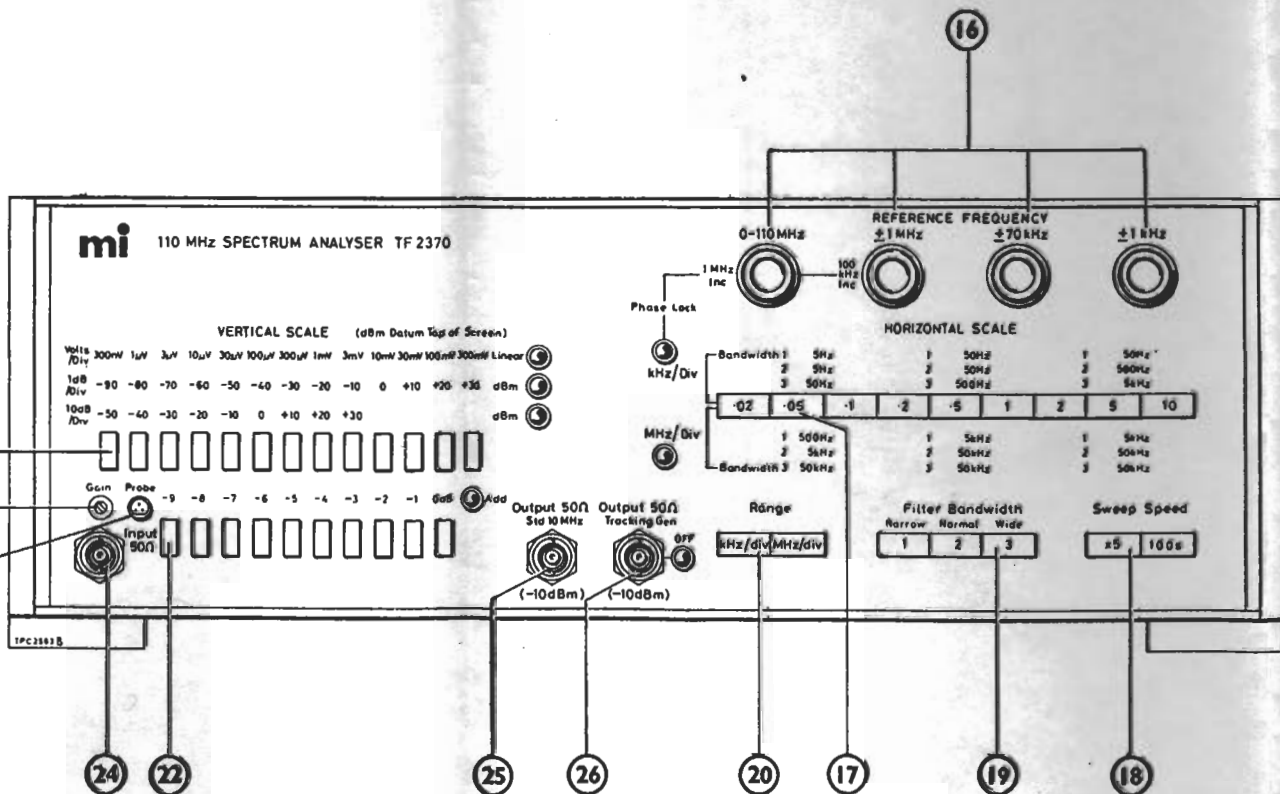 16
REFERENCE FREQUENCY
0-110MHz ±1MHz ±70kHz ±1kHz
mi 110 MHz SPECTRUM ANALYSER TF 2370
1MHz Inc
100 kHz Inc
Phase Lock
VERTICAL SCALE (dBm Datum Top of Screen)
HORIZONTAL SCALE
Volts /Div 300nV 1µV 3µV 10µV 30µV 100µV 300µV 1mV 3mV 10mV 30mV 100mV 300mV Linear
1dB /Div -90 -80 -70 -60 -50 -40 -30 -20 -10 0 +10 +20 +30 dBm
10dB /Div -50 -40 -30 -20 -10 0 +10 +20 +30 dBm
kHz/Div
Bandwidth 1 5Hz 1 50Hz 1 50Hz
2 5Hz 2 50Hz 2 500Hz
3 50Hz 3 500Hz 3 5kHz
·02 ·05 ·1 ·2 ·5 1 2 5 10
MHz/Div
1 500Hz 1 5kHz 1 5kHz
2 5kHz 2 50kHz 2 50kHz
Bandwidth 3 50kHz 3 50kHz 3 50kHz
Gain Probe
-9 -8 -7 -6 -5 -4 -3 -2 -1 0dB Add
Input 50Ω
Output 50Ω Std 10MHz
(-10dBm)
Output 50Ω Tracking Gen
OFF
(-10dBm)
Range
kHz/div MHz/div
Filter Bandwidth
Narrow Normal Wide
1 2 3
Sweep Speed
x5 100s
TPC2563B
24 22 25 26 20 17 19 18